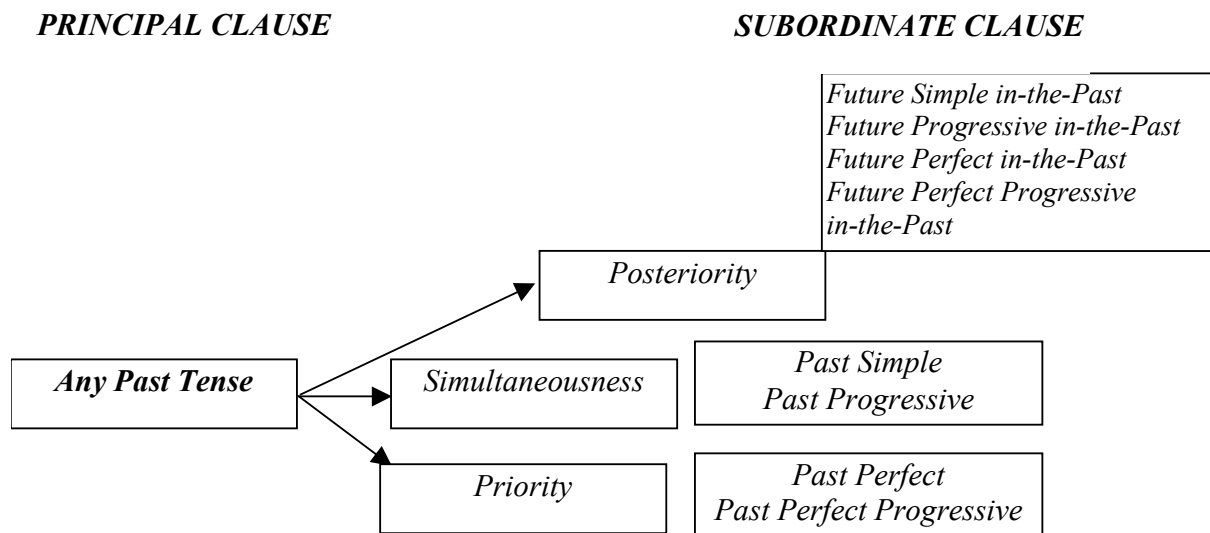 PRINCIPAL CLAUSE
SUBORDINATE CLAUSE
Future Simple in-the-Past
Future Progressive in-the-Past
Future Perfect in-the-Past
Future Perfect Progressive
in-the-Past
Posteriority
Any Past Tense
Simultaneousness
Past Simple
Past Progressive
Priority
Past Perfect
Past Perfect Progressive